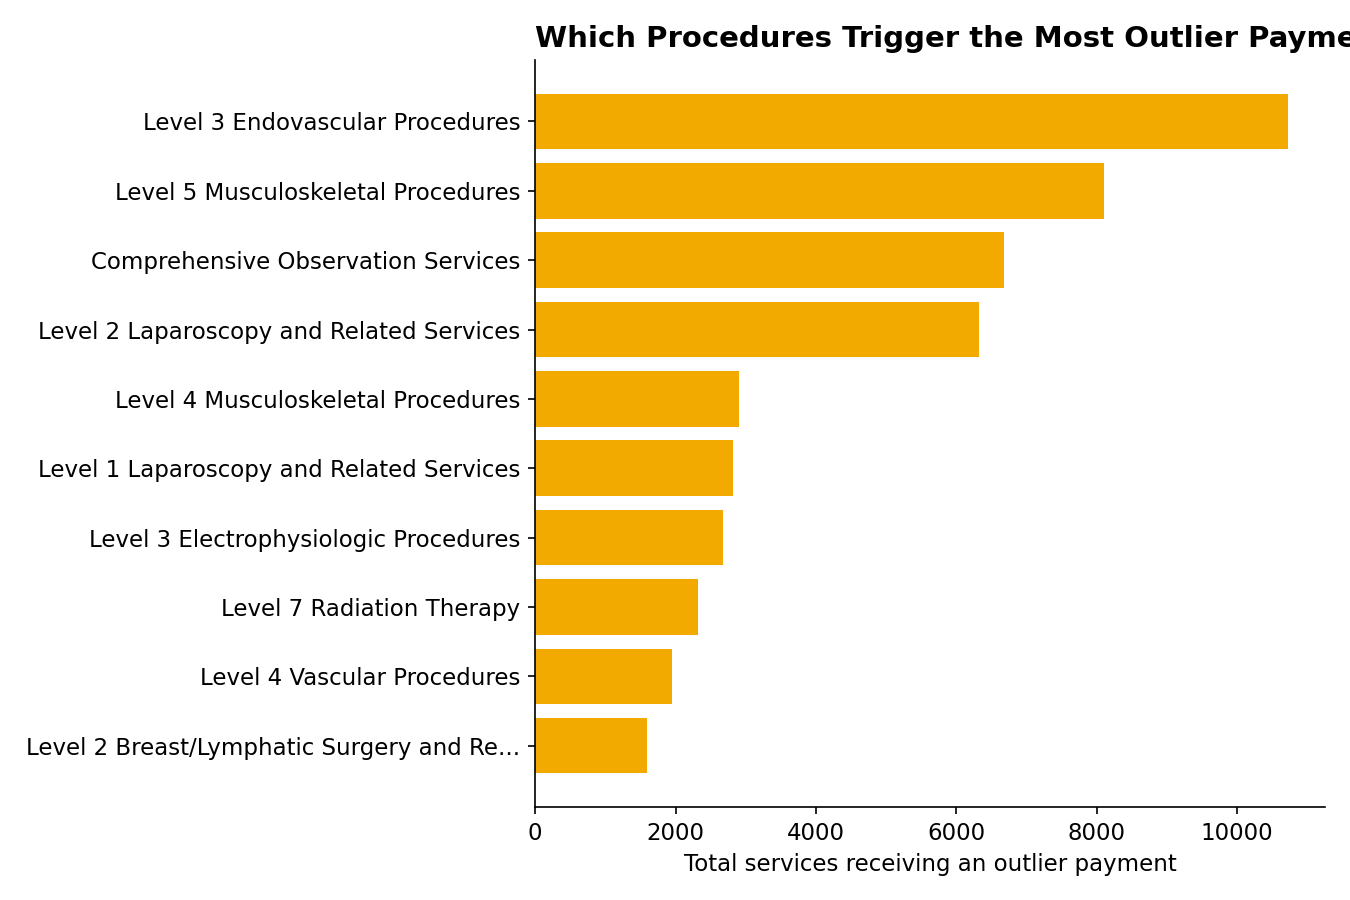 Which Procedures Trigger the Most Outlier Payme
Level 3 Endovascular Procedures
Level 5 Musculoskeletal Procedures
Comprehensive Observation Services
Level 2 Laparoscopy and Related Services
Level 4 Musculoskeletal Procedures
Level 1 Laparoscopy and Related Services
Level 3 Electrophysiologic Procedures
Level 7 Radiation Therapy
Level 4 Vascular Procedures
Level 2 Breast/Lymphatic Surgery and Re...
0 2000 4000 6000 8000 10000
Total services receiving an outlier payment